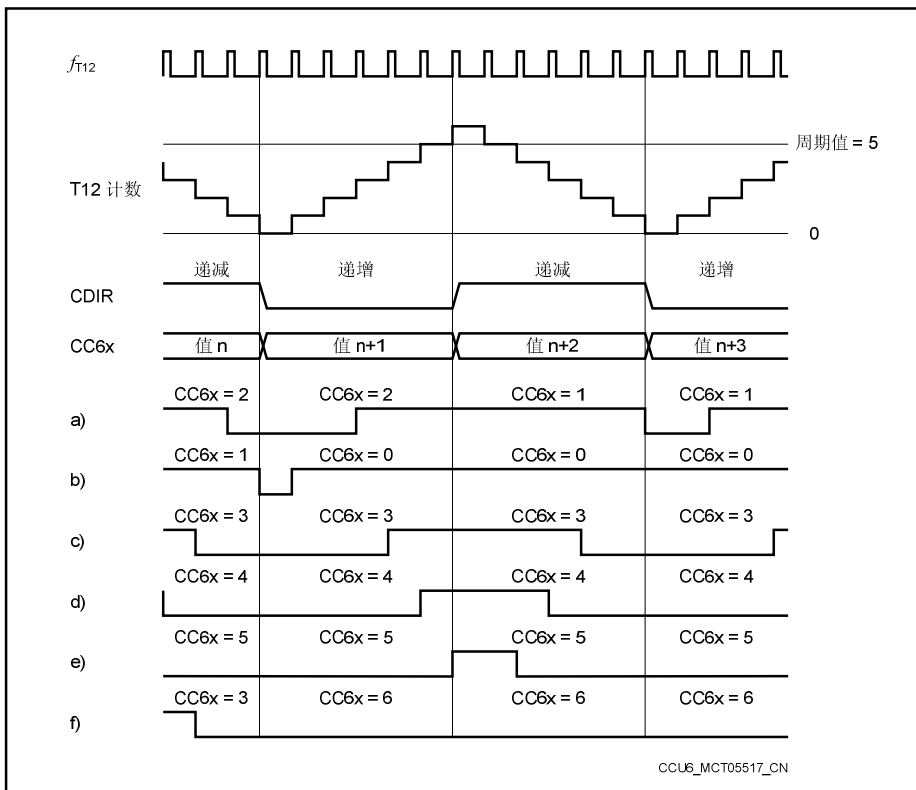 fT12
周期值 = 5
T12 计数
0
递减 递增 递减 递增
CDIR
CC6x
值 n 值 n+1 值 n+2 值 n+3
CC6x = 2 CC6x = 2 CC6x = 1 CC6x = 1
a)
CC6x = 1 CC6x = 0 CC6x = 0 CC6x = 0
b)
CC6x = 3 CC6x = 3 CC6x = 3 CC6x = 3
c)
CC6x = 4 CC6x = 4 CC6x = 4 CC6x = 4
d)
CC6x = 5 CC6x = 5 CC6x = 5 CC6x = 5
e)
CC6x = 3 CC6x = 6 CC6x = 6 CC6x = 6
f)
CCU6_MCT05517_CN